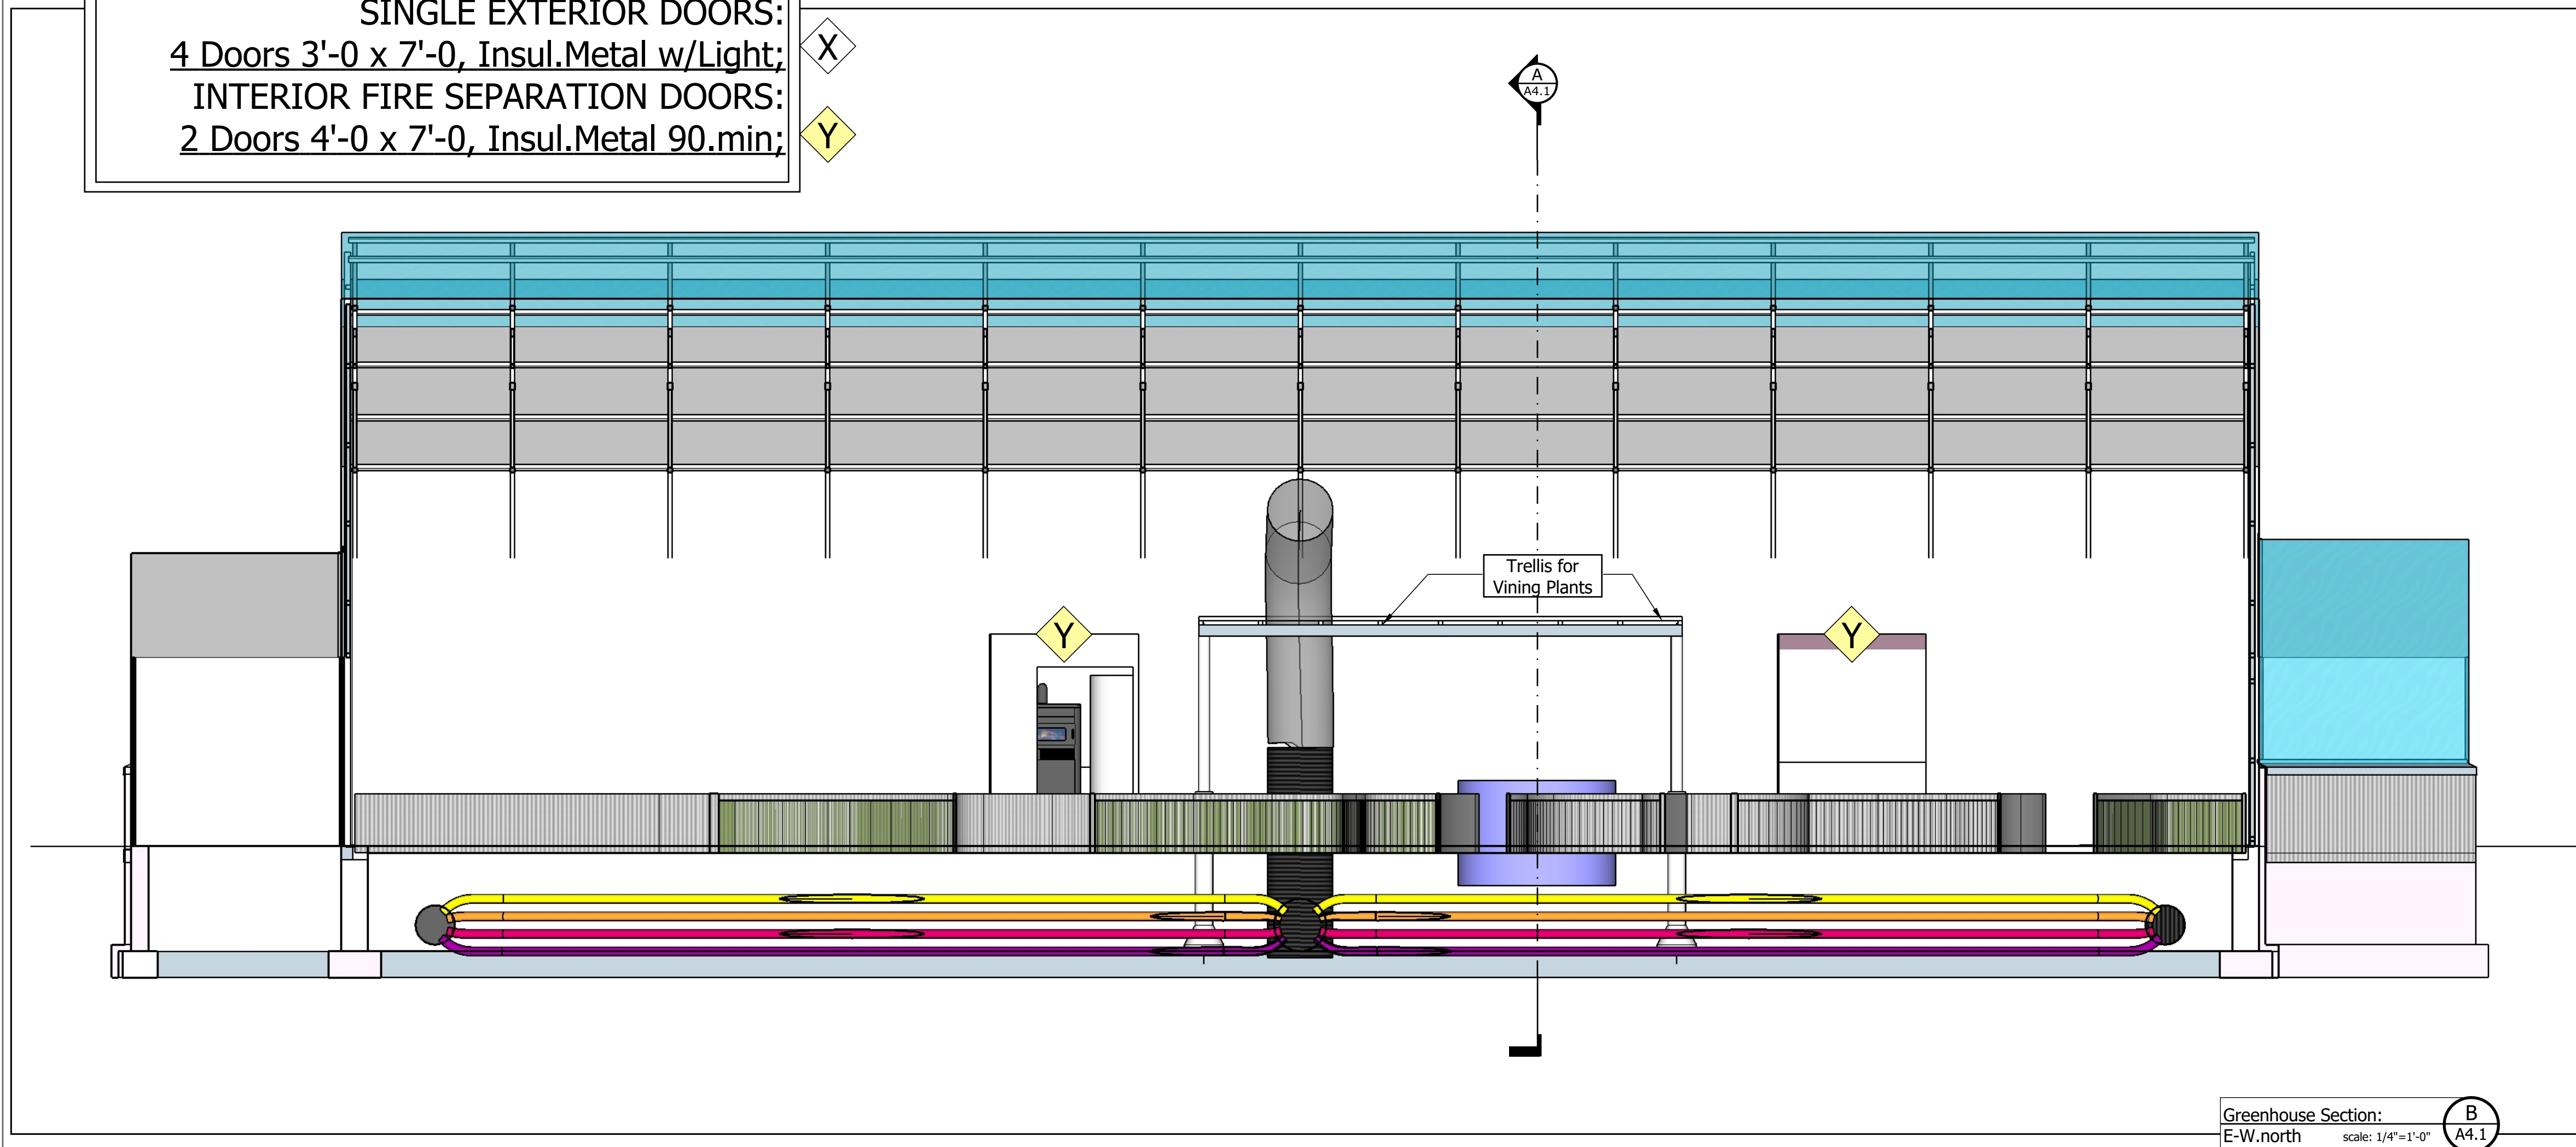 SINGLE EXTERIOR DOORS:
4 Doors 3'-0 x 7'-0, Insul.Metal w/Light;
X
INTERIOR FIRE SEPARATION DOORS:
2 Doors 4'-0 x 7'-0, Insul.Metal 90.min;
Y
A
A4.1
Trellis for
Vining Plants
Y
Y
Greenhouse Section:
E-W.north
scale: 1/4"=1'-0"
B
A4.1